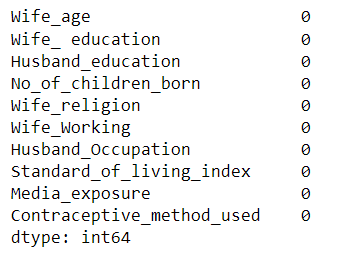 Wife_age 0
Wife_ education 0
Husband_education 0
No_of_children_born 0
Wife_religion 0
Wife_Working 0
Husband_Occupation 0
Standard_of_living_index 0
Media_exposure 0
Contraceptive_method_used 0
dtype: int64